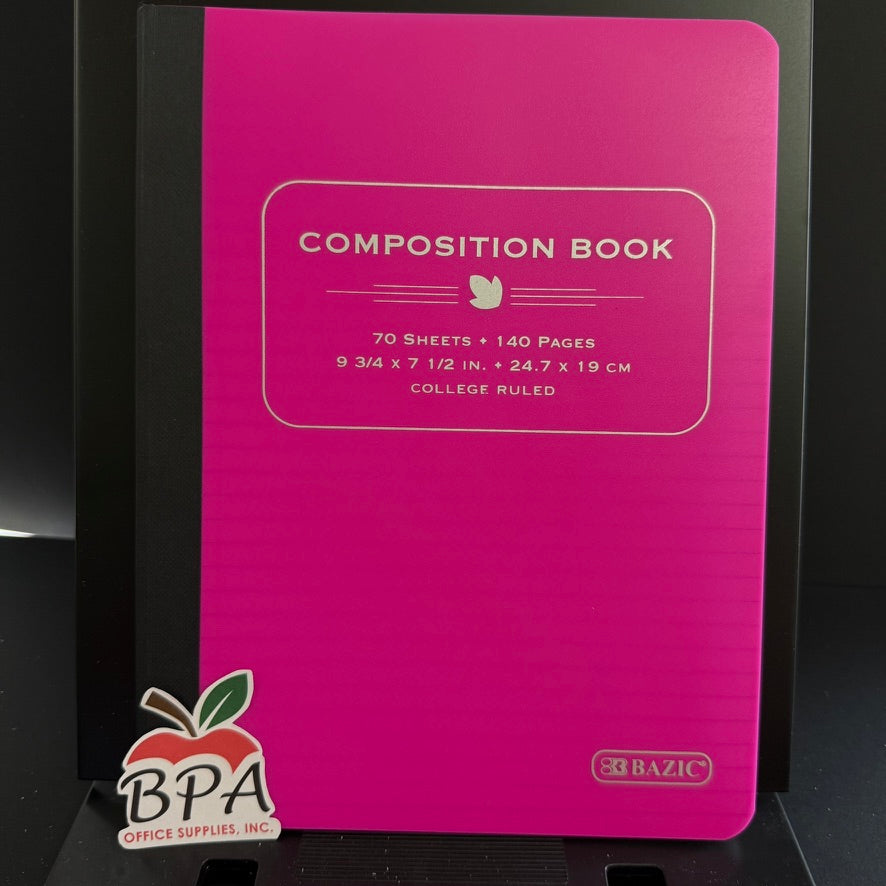 COMPOSITION BOOK
70 SHEETS + 140 PAGES
9 3/4 X 7 1/2 IN. + 24.7 X 19 CM
COLLEGE RULED
BAZIC®
BPA
OFFICE SUPPLIES, INC.